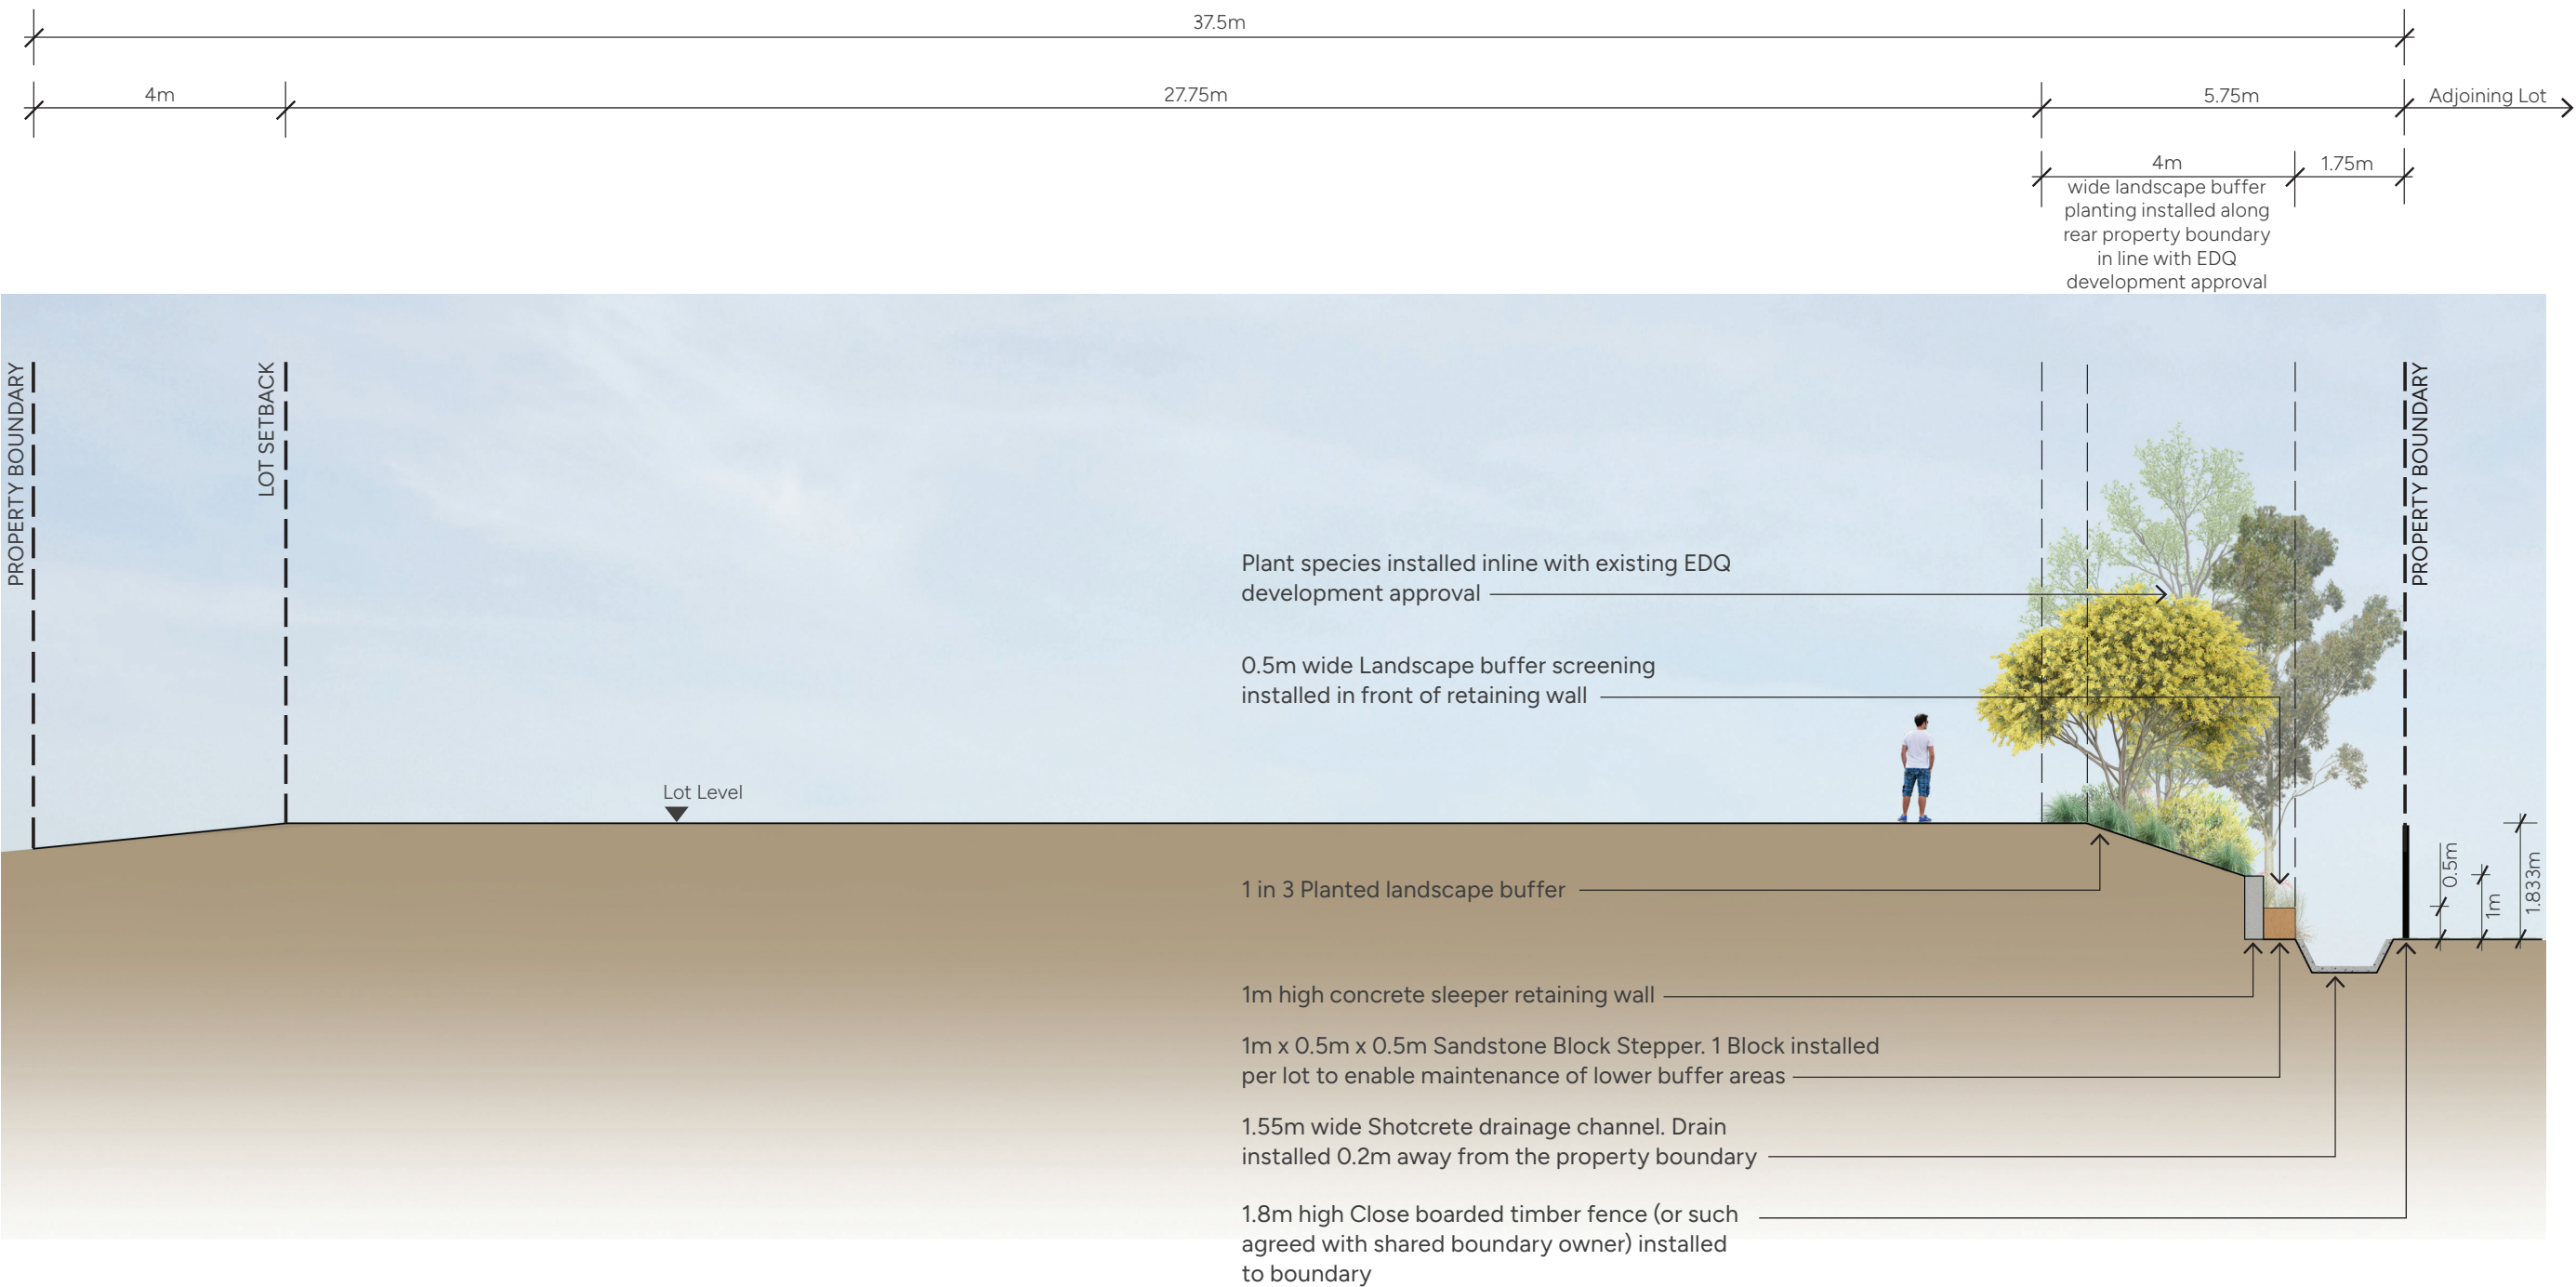 37.5m
4m
27.75m
5.75m
Adjoining Lot
4m
1.75m
wide landscape buffer
planting installed along
rear property boundary
in line with EDQ
development approval
PROPERTY BOUNDARY
LOT SETBACK
PROPERTY BOUNDARY
Plant species installed inline with existing EDQ
development approval
0.5m wide Landscape buffer screening
installed in front of retaining wall
Lot Level
0.5m
1m
1.833m
1 in 3 Planted landscape buffer
1m high concrete sleeper retaining wall
1m x 0.5m x 0.5m Sandstone Block Stepper. 1 Block installed
per lot to enable maintenance of lower buffer areas
1.55m wide Shotcrete drainage channel. Drain
installed 0.2m away from the property boundary
1.8m high Close boarded timber fence (or such
agreed with shared boundary owner) installed
to boundary